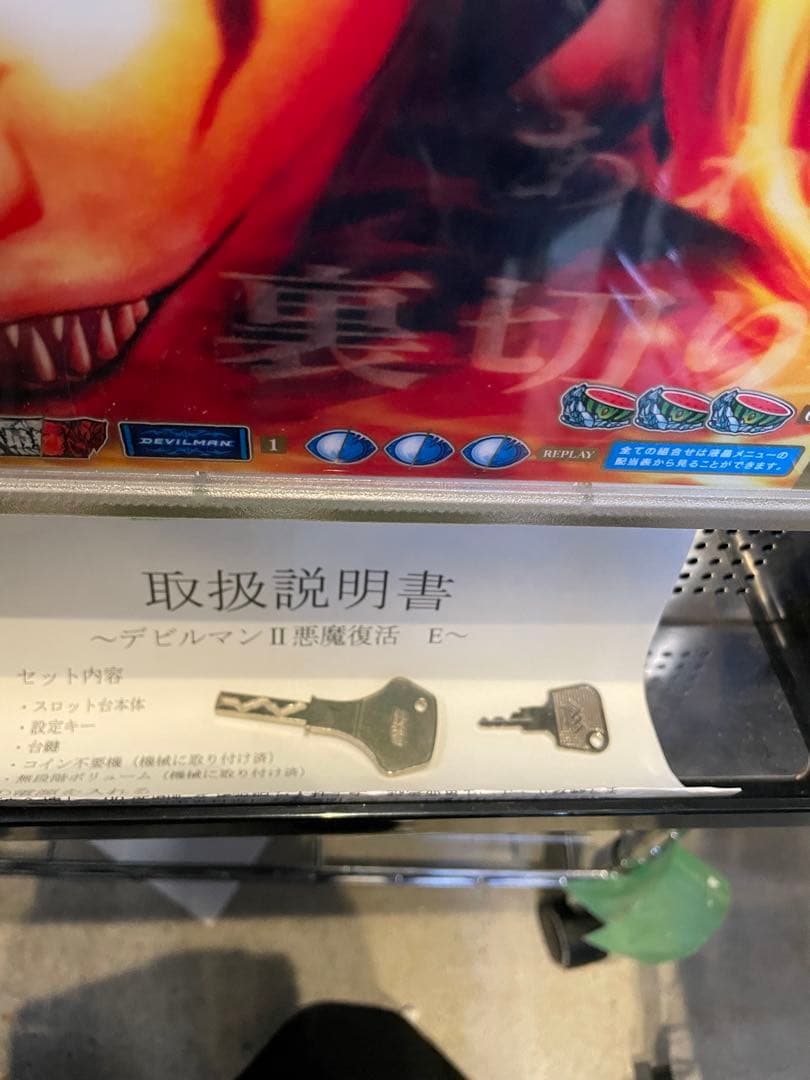 裏切り
DEVILMAN 1 REPLAY
全ての組合せは液晶メニューの
配当表から見ることができます。
取扱説明書
～デビルマンⅡ悪魔復活 E～
セット内容
・スロット台本体
・設定キー
・台鍵
・コイン不要機（機械に取り付け済）
・無段階ボリューム（機械に取り付け済）